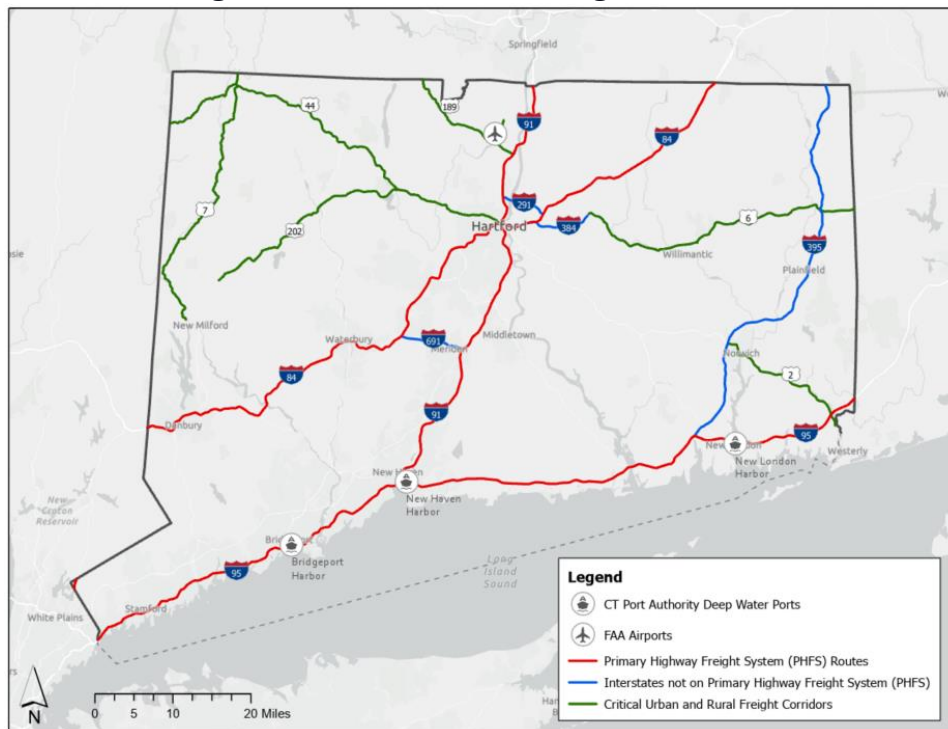 Springfield
44
189
91
84
7
291
Hartford
6
202
384
Willimantic
395
Plainfield
New Milford
Waterbury
691
Meriden
Middletown
Norwich
84
2
91
Danbury
95
New London
New London
Harbor
Westerly
New Haven
New Haven
Harbor
New
Croton
Reservoir
Bridgeport
Bridgeport
Harbor
Long
Island
Sound
95
Stamford
White Plains
Legend
CT Port Authority Deep Water Ports
FAA Airports
Primary Highway Freight System (PHFS) Routes
Interstates not on Primary Highway Freight System (PHFS)
Critical Urban and Rural Freight Corridors
N
0 5 10 20 Miles